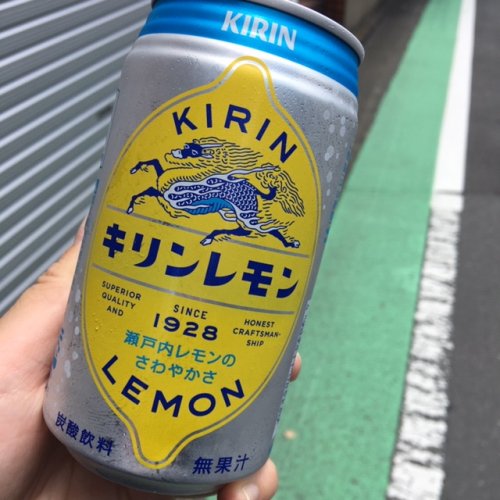 KIRIN
KIRIN
キリンレモン
SUPERIOR
QUALITY
AND
SINCE
1928
HONEST
CRAFTSMAN-
SHIP
瀬戸内レモンの
さわやかさ
LEMON
炭酸飲料
無果汁